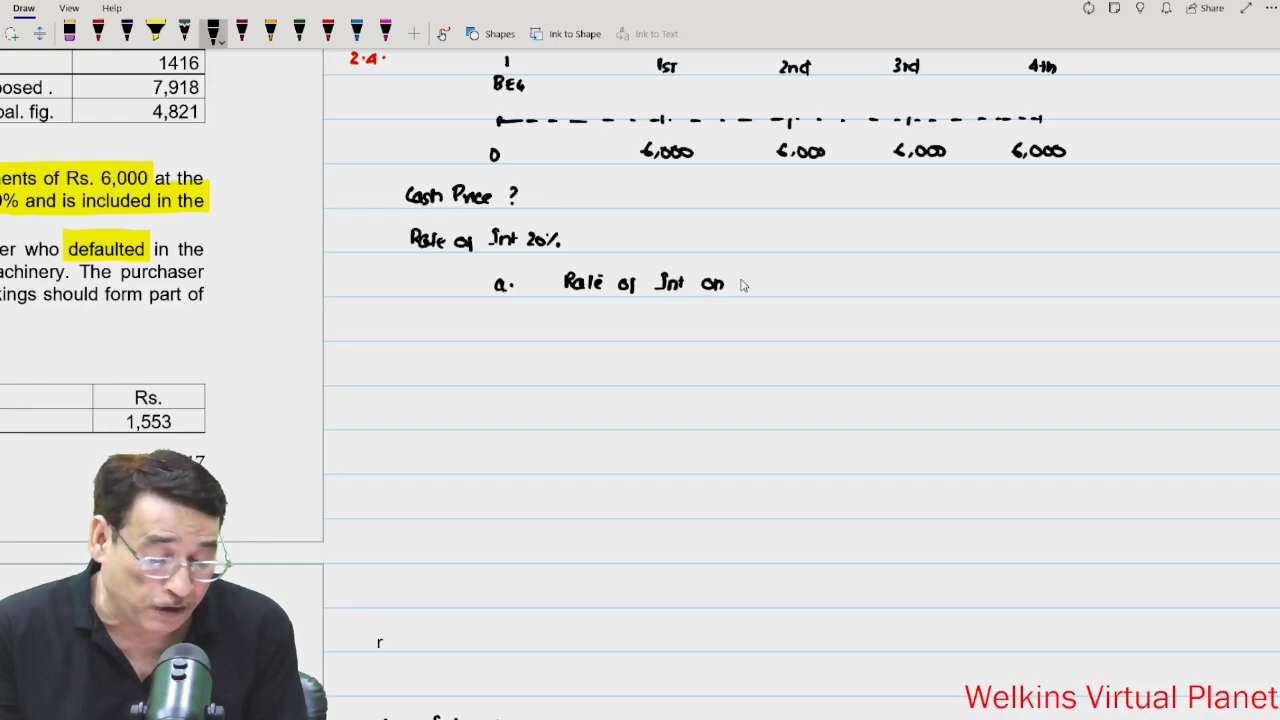 Draw View Help
Share
Shapes Ink to Shape Ink to Text
1416
posed . 7,918
oal. fig. 4,821
ents of Rs. 6,000 at the
0% and is included in the
er who defaulted in the
achinery. The purchaser
kings should form part of
Rs.
1,553
17
2.A.
1 1st 2nd 3rd 4th
BEG
0 6,000 6,000 6,000 6,000
Cash Price ?
Rate of Int 20%
a. Rate of Int on
r
Welkins Virtual Planet